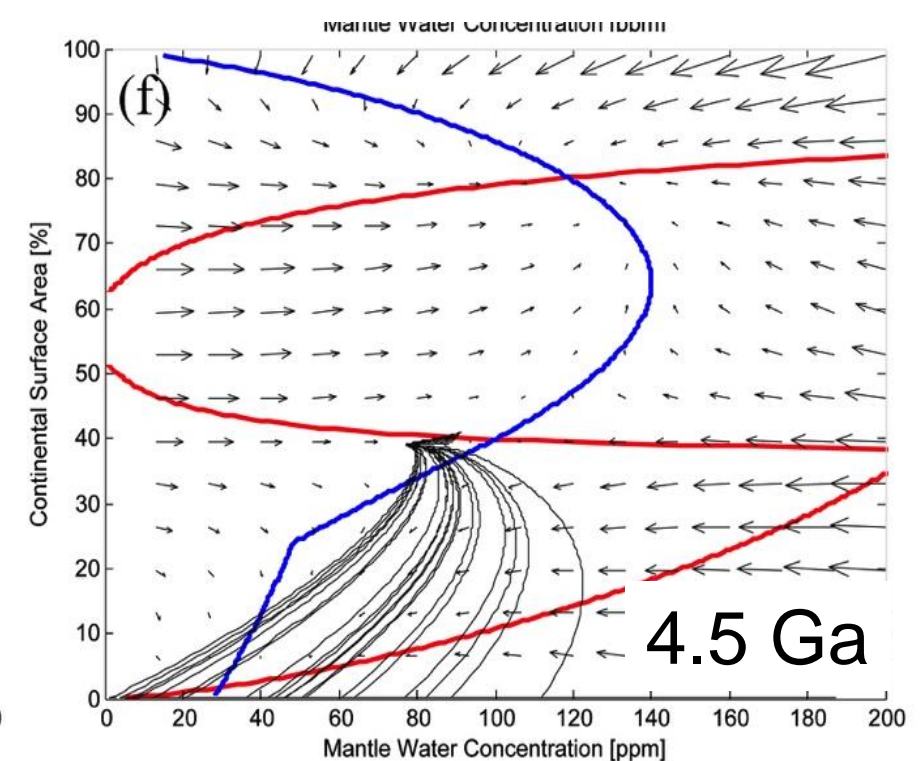 Mantle Water Concentration [ppm]
100
(f)
90
80
70
60
50
40
30
20
10
0
Continental Surface Area [%]
4.5 Ga
0 20 40 60 80 100 120 140 160 180 200
Mantle Water Concentration [ppm]
)